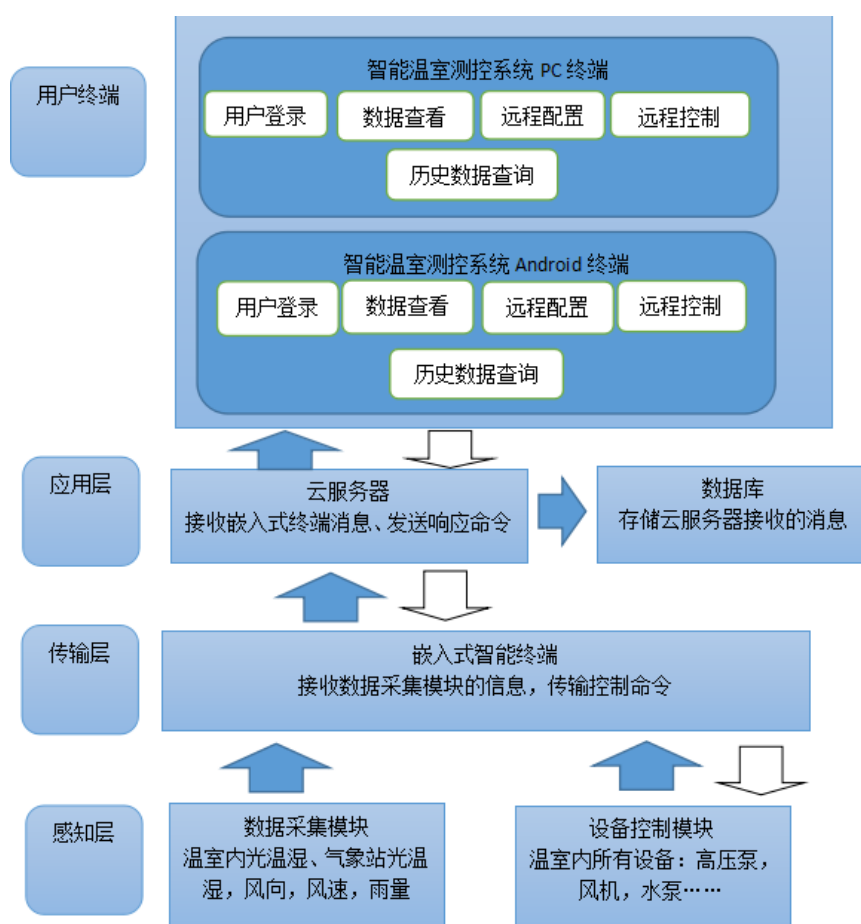 用户终端
智能温室测控系统 PC 终端
用户登录
数据查看
远程配置
远程控制
历史数据查询
智能温室测控系统 Android 终端
用户登录
数据查看
远程配置
远程控制
历史数据查询
应用层
云服务器
接收嵌入式终端消息、发送响应命令
数据库
存储云服务器接收的消息
传输层
嵌入式智能终端
接收数据采集模块的信息，传输控制命令
感知层
数据采集模块
温室内光温湿、气象站光温
湿，风向，风速，雨量
设备控制模块
温室内所有设备：高压泵，
风机，水泵……